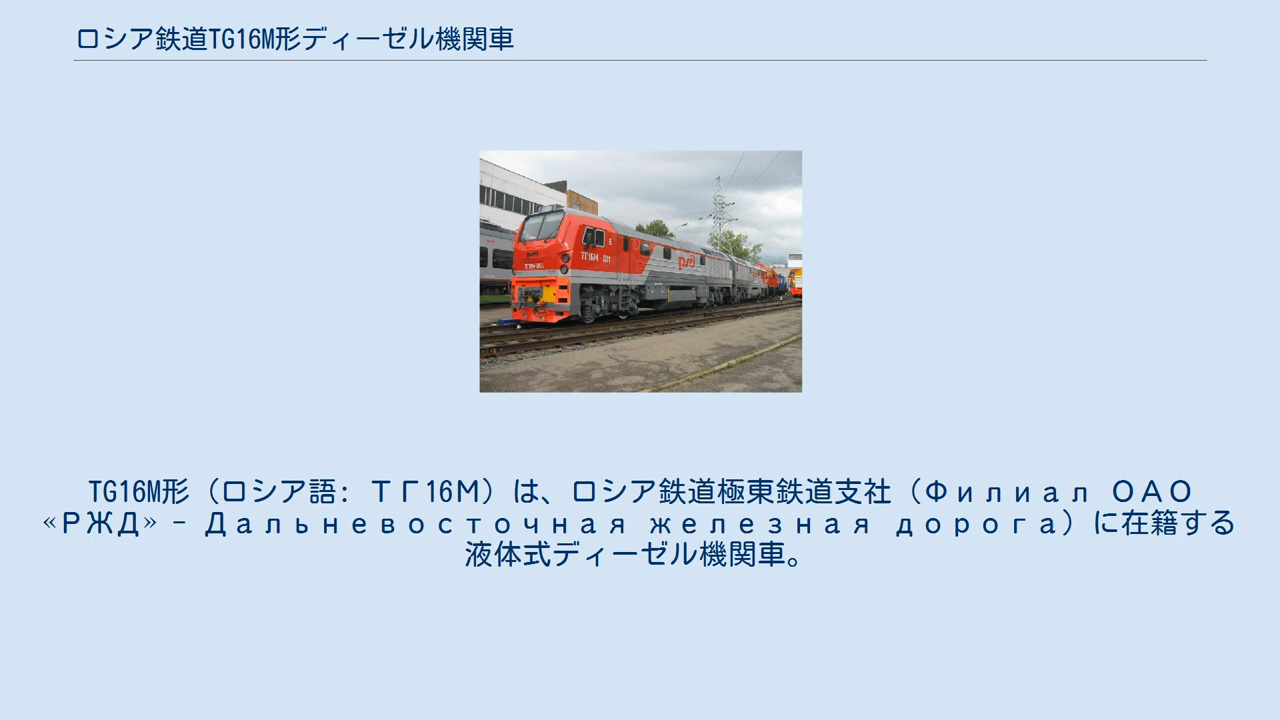 ロシア鉄道TG16M形ディーゼル機関車
ТГ16М 001
TG16M形（ロシア語: ТГ16М）は、ロシア鉄道極東鉄道支社（Филиал ОАО
«РЖД» – Дальневосточная железная дорога）に在籍する
液体式ディーゼル機関車。